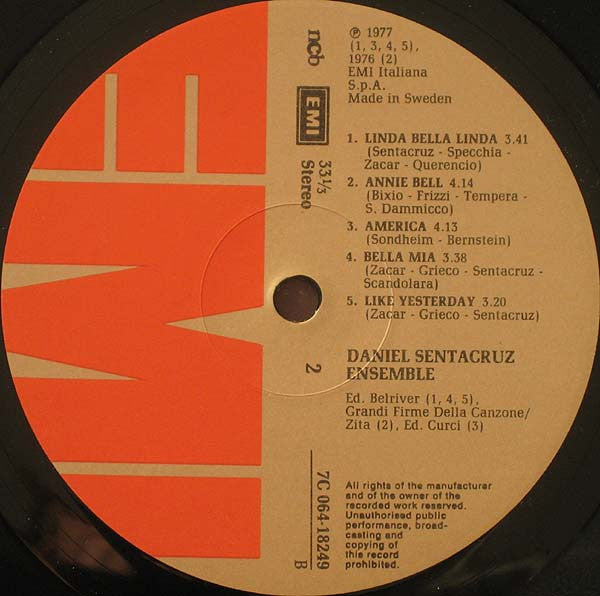 ℗ 1977
(1, 3, 4, 5),
1976 (2)
EMI Italiana
S.p.A.
Made in Sweden
ncb
EMI
33 1/3
Stereo
1. LINDA BELLA LINDA 3.41
(Sentacruz - Specchia -
Zacar - Querencio)
2. ANNIE BELL 4.14
(Bixio - Frizzi - Tempera -
S. Dammicco)
3. AMERICA 4.13
(Sondheim - Bernstein)
4. BELLA MIA 3.38
(Zacar - Grieco - Sentacruz -
Scandolara)
5. LIKE YESTERDAY 3.20
(Zacar - Grieco - Sentacruz)
2
DANIEL SENTACRUZ
ENSEMBLE
Ed. Belriver (1, 4, 5),
Grandi Firme Della Canzone/
Zita (2), Ed. Curci (3)
7C 064-18249
B
All rights of the manufacturer
and of the owner of the
recorded work reserved.
Unauthorised public
performance, broad-
casting and
copying of
this record
prohibited.
EMI